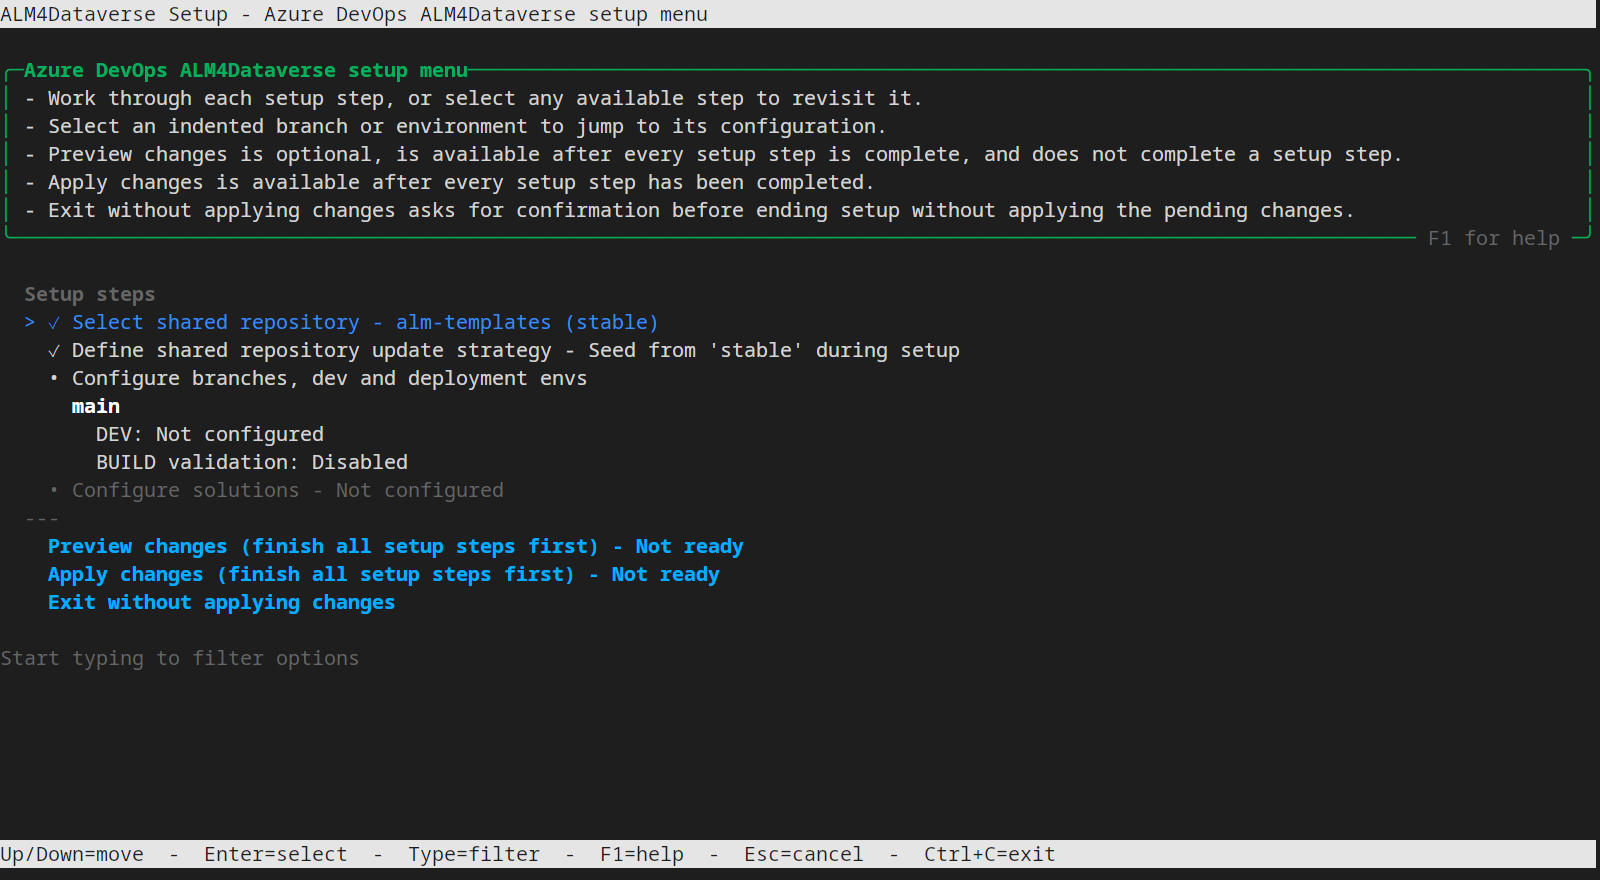 ALM4Dataverse Setup - Azure DevOps ALM4Dataverse setup menu
Azure DevOps ALM4Dataverse setup menu
- Work through each setup step, or select any available step to revisit it.
- Select an indented branch or environment to jump to its configuration.
- Preview changes is optional, is available after every setup step is complete, and does not complete a setup step.
- Apply changes is available after every setup step has been completed.
- Exit without applying changes asks for confirmation before ending setup without applying the pending changes.
F1 for help
Setup steps
> ✓ Select shared repository - alm-templates (stable)
✓ Define shared repository update strategy - Seed from 'stable' during setup
• Configure branches, dev and deployment envs
main
DEV: Not configured
BUILD validation: Disabled
• Configure solutions - Not configured
---
Preview changes (finish all setup steps first) - Not ready
Apply changes (finish all setup steps first) - Not ready
Exit without applying changes
Start typing to filter options
Up/Down=move  -  Enter=select  -  Type=filter  -  F1=help  -  Esc=cancel  -  Ctrl+C=exit